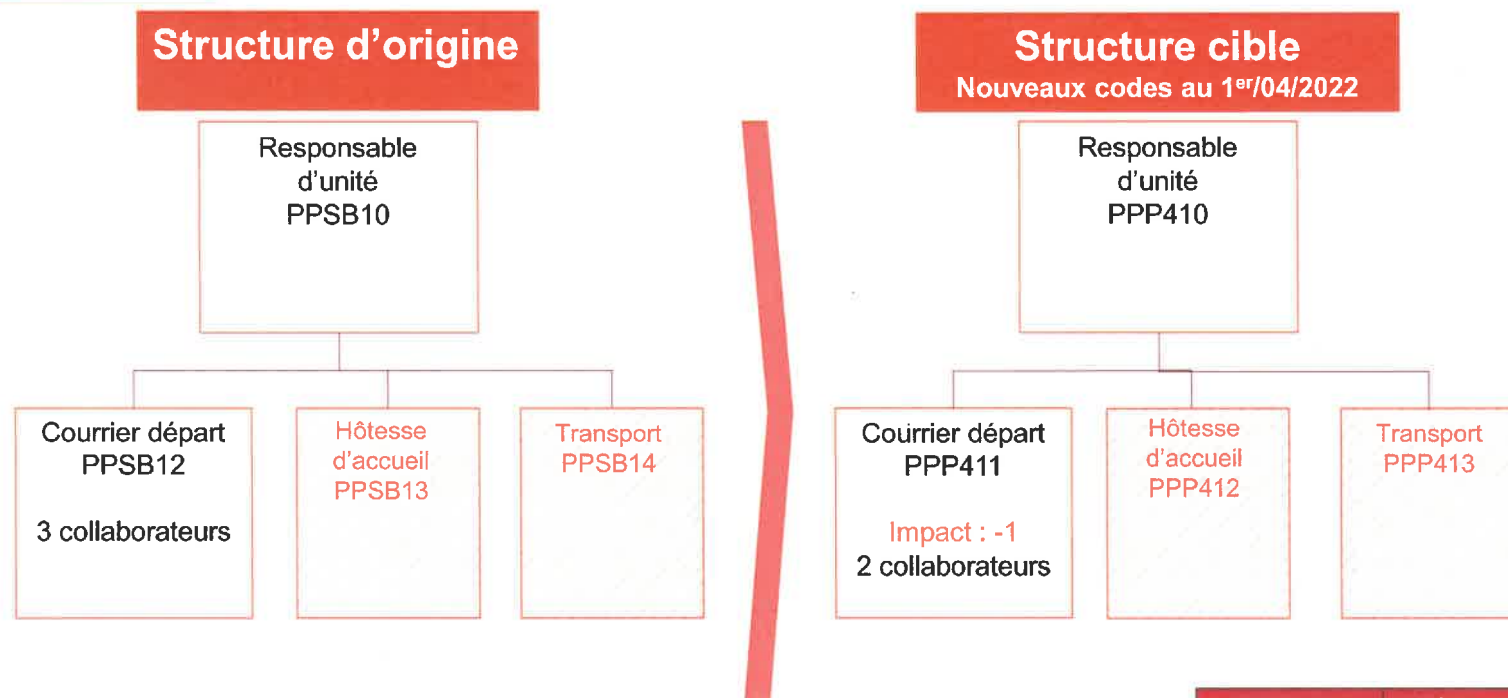 Structure d'origine
Responsable
d'unité
PPSB10
Courrier départ
PPSB12
3 collaborateurs
Hôtesse
d'accueil
PPSB13
Transport
PPSB14
Structure cible
Nouveaux codes au 1er/04/2022
Responsable
d'unité
PPP410
Courrier départ
PPP411
Impact : -1
2 collaborateurs
Hôtesse
d'accueil
PPP412
Transport
PPP413